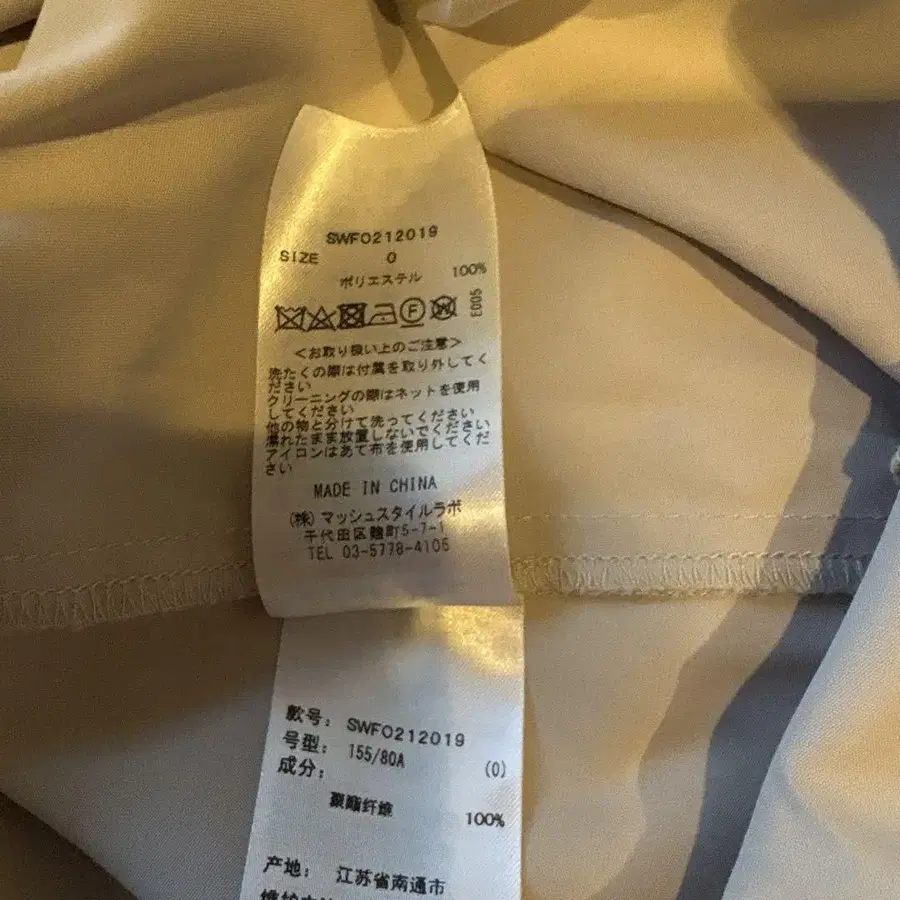 SWFO212019
SIZE 0
ポリエステル 100%
F W
E005
＜お取り扱い上のご注意＞
洗たくの際は付属を取り外してく
ださい
クリーニングの際はネットを使用
してください
他の物と分けて洗ってください
濡れたまま放置しないでください
アイロンはあて布を使用してくだ
さい
MADE IN CHINA
(株)マッシュスタイルラボ
千代田区麹町5-7-1
TEL 03-5778-4106
款号: SWFO212019
号型: 155/80A (0)
成分:
聚酯纤维 100%
产地: 江苏省南通市